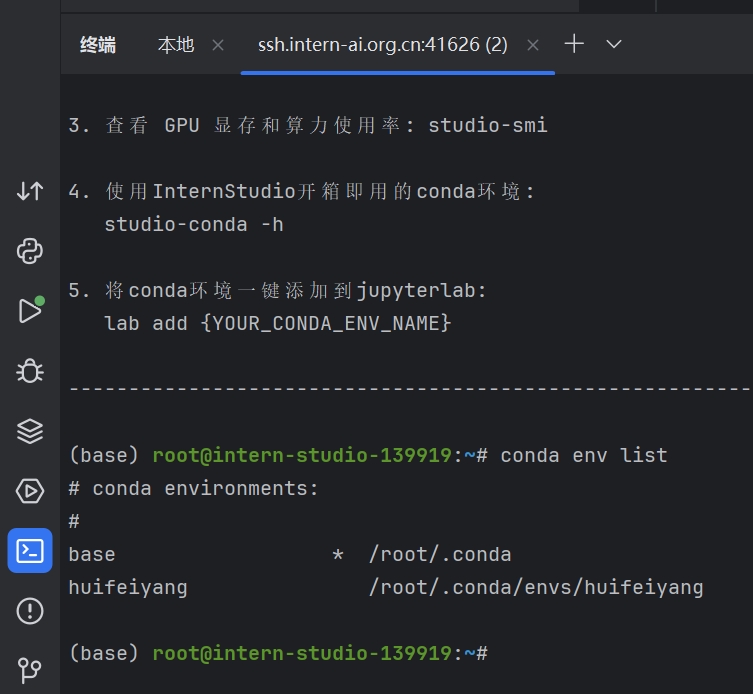 终端 本地 ssh.intern-ai.org.cn:41626 (2)
3. 查看 GPU 显存和算力使用率: studio-smi
4. 使用InternStudio开箱即用的conda环境:
studio-conda -h
5. 将conda环境一键添加到jupyterlab:
lab add {YOUR_CONDA_ENV_NAME}
---------------------------------------------------------
(base) root@intern-studio-139919:~# conda env list
# conda environments:
#
base * /root/.conda
huifeiyang /root/.conda/envs/huifeiyang
(base) root@intern-studio-139919:~#